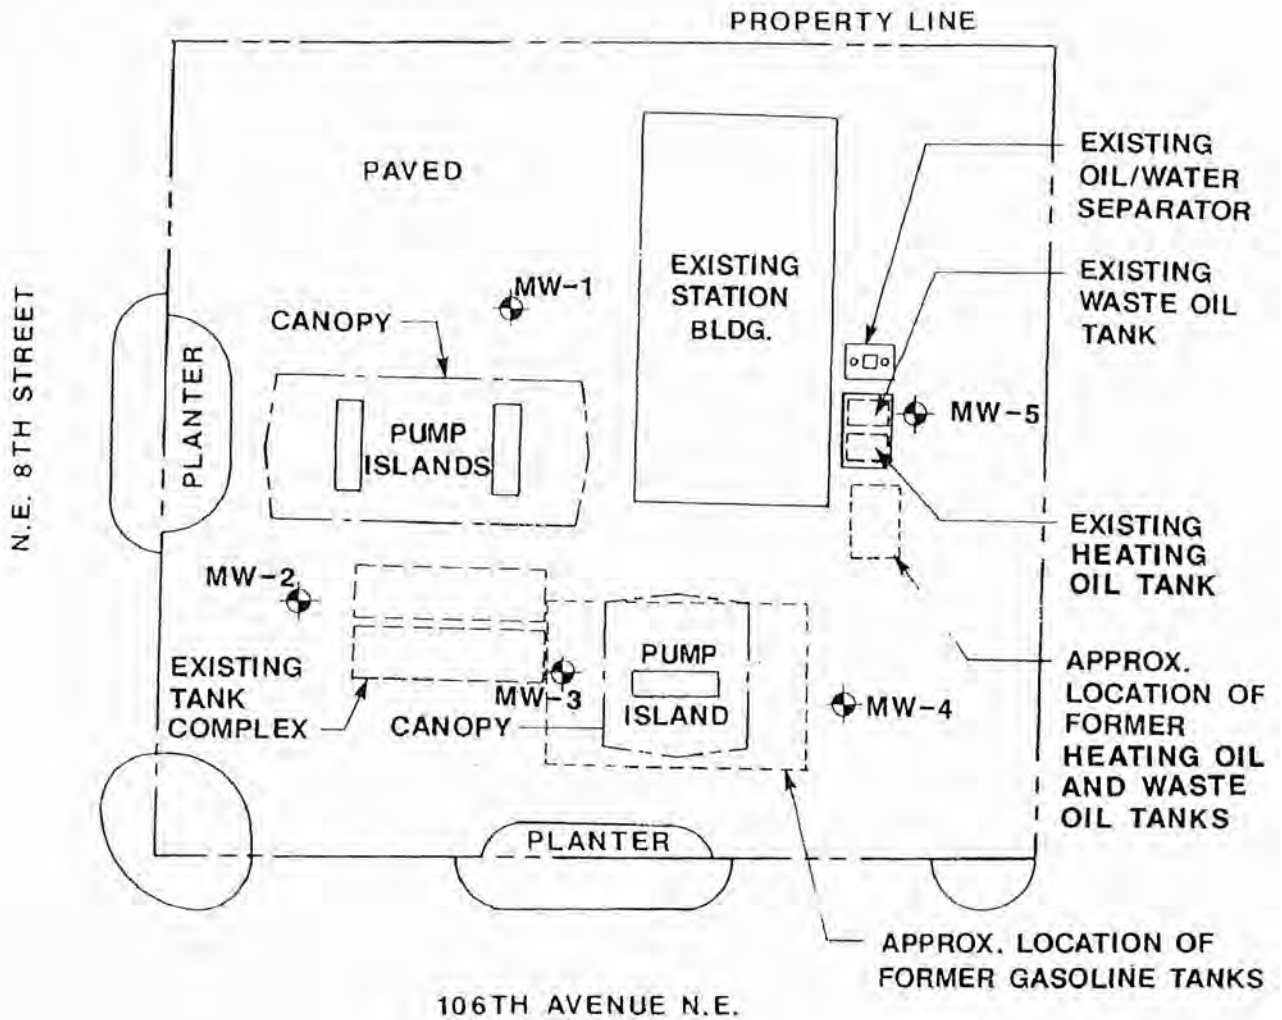 PROPERTY LINE
PAVED
EXISTING
OIL/WATER
SEPARATOR
EXISTING
STATION
BLDG.
EXISTING
WASTE OIL
TANK
MW-1
CANOPY
N.E. 8TH STREET
PLANTER
PUMP
ISLANDS
MW-5
EXISTING
HEATING
OIL TANK
MW-2
EXISTING
TANK
COMPLEX
MW-3
CANOPY
PUMP
ISLAND
MW-4
APPROX.
LOCATION OF
FORMER
HEATING OIL
AND WASTE
OIL TANKS
PLANTER
APPROX. LOCATION OF
FORMER GASOLINE TANKS
106TH AVENUE N.E.